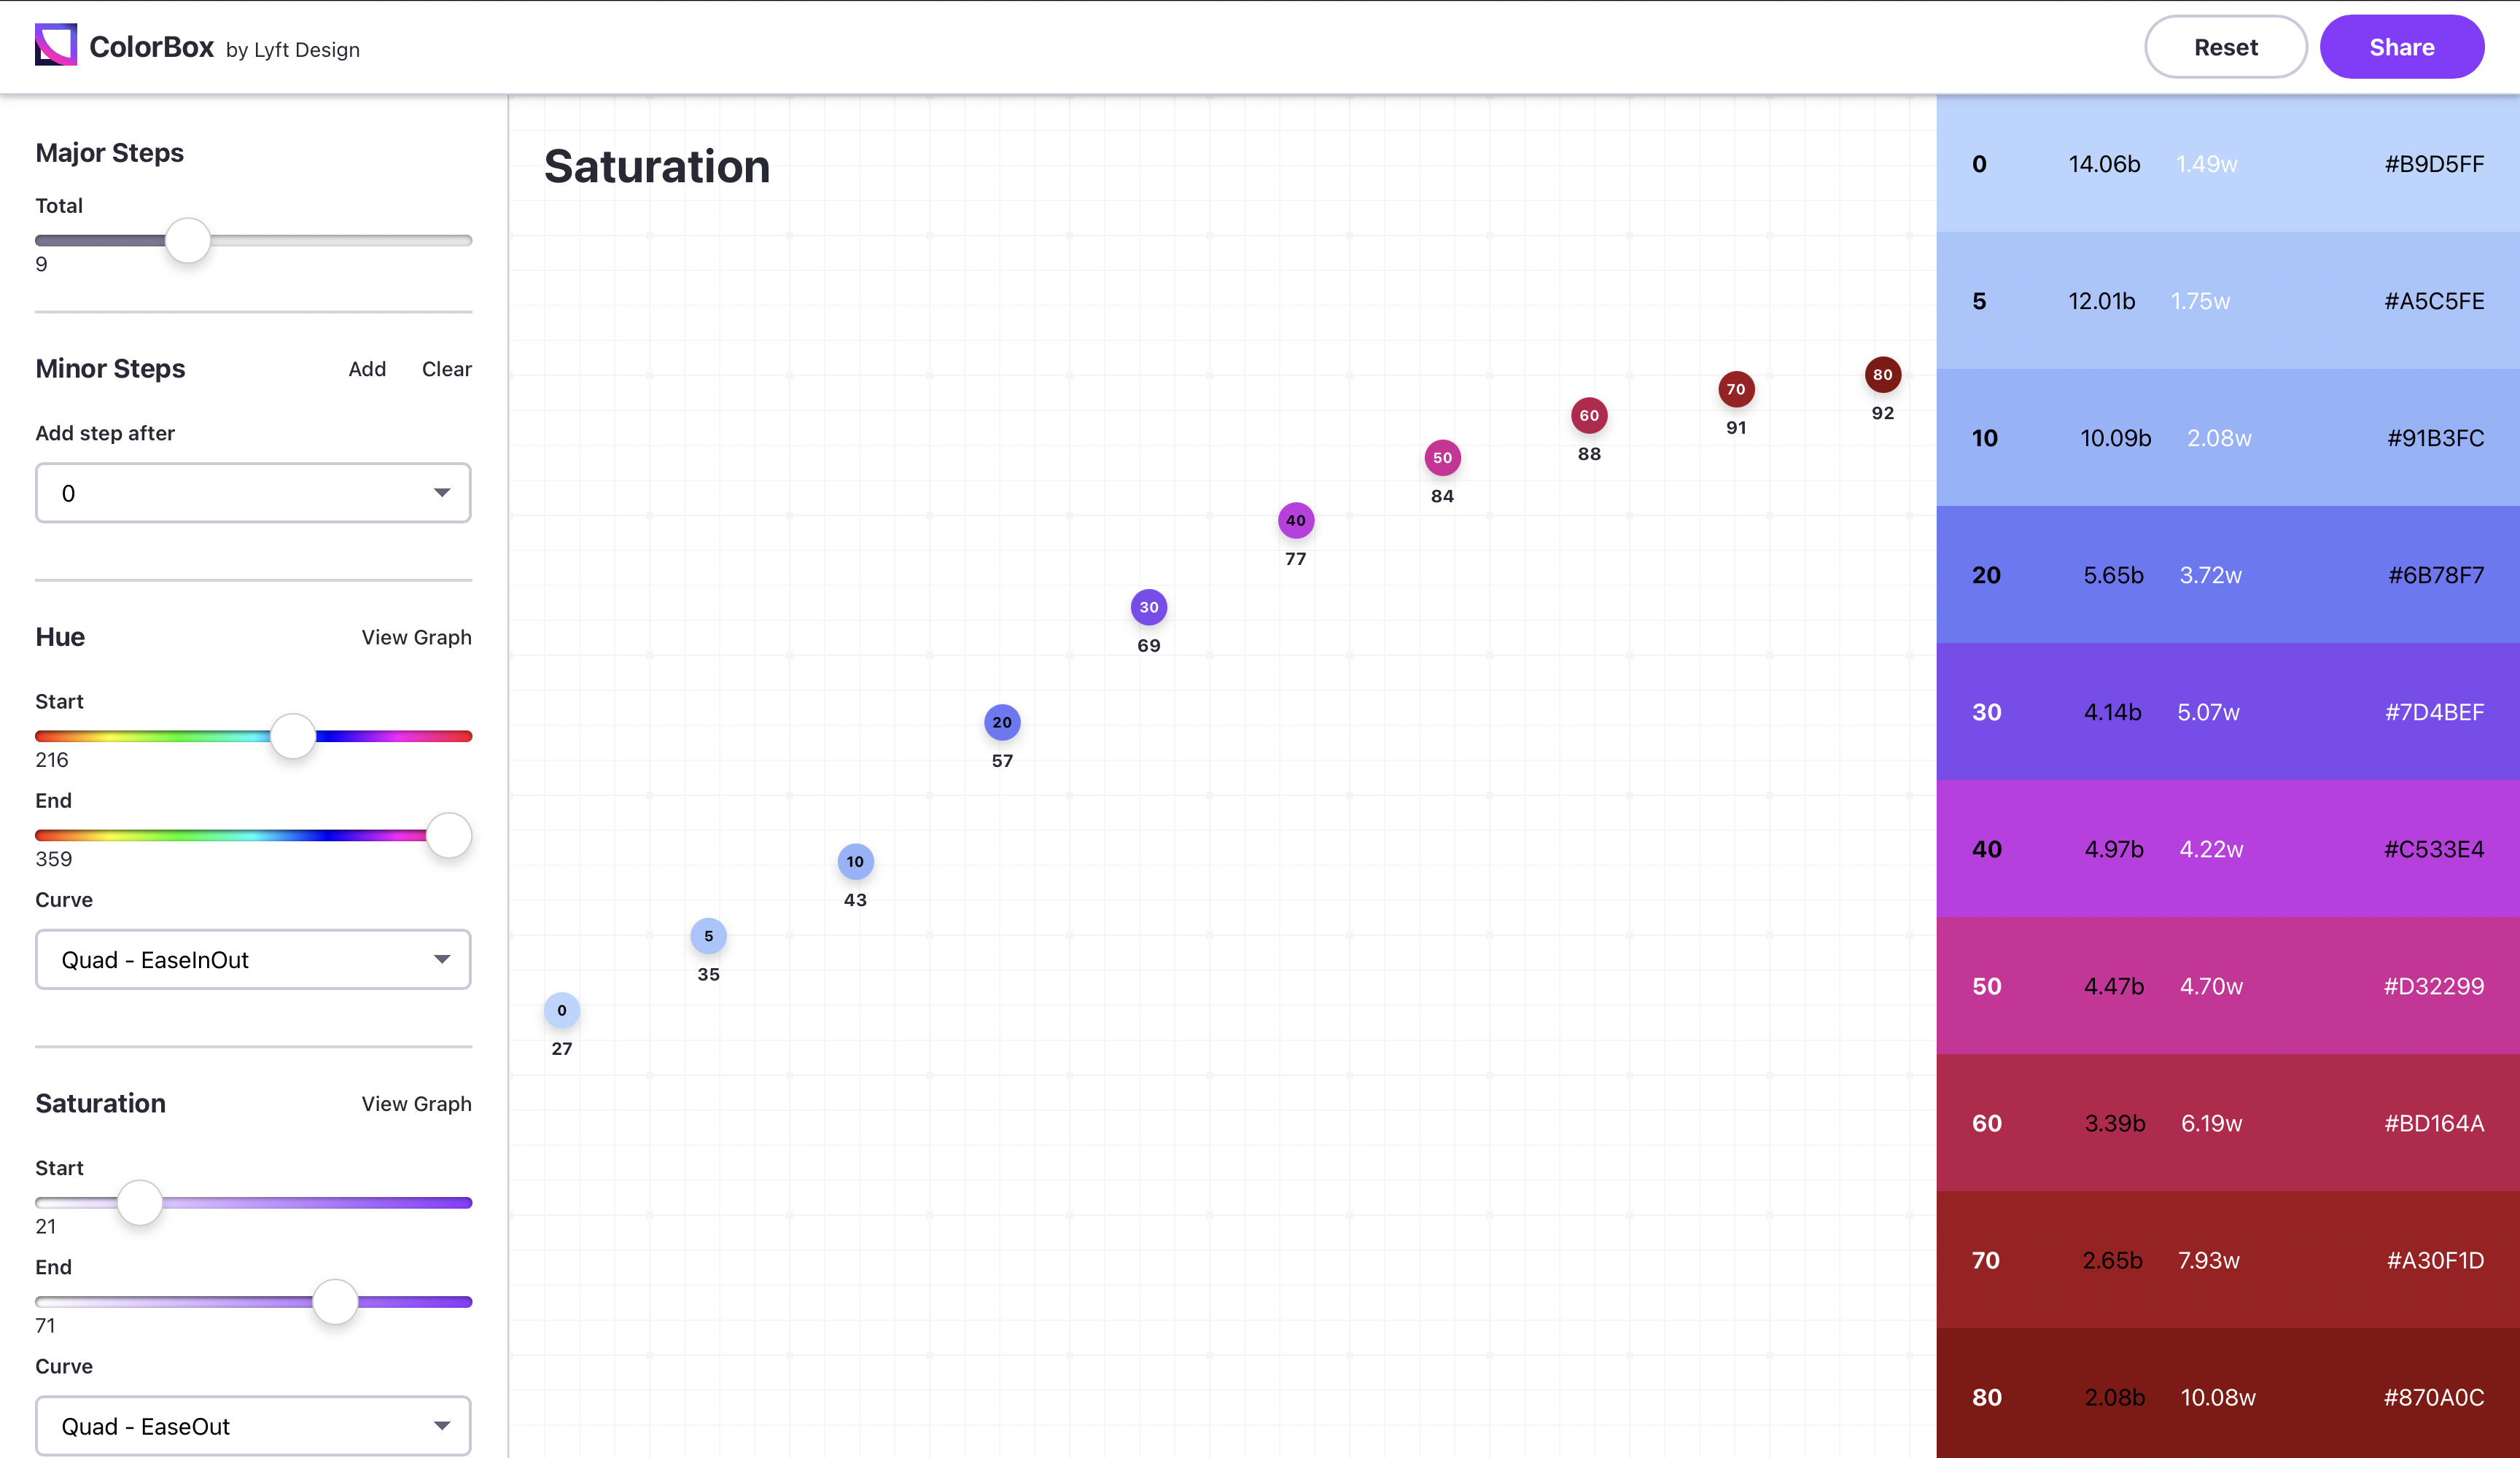 ColorBox by Lyft Design
Reset
Share
Major Steps
Total
9
Minor Steps Add Clear
Add step after
0
Hue View Graph
Start
216
End
359
Curve
Quad - EaseInOut
Saturation View Graph
Start
21
End
71
Curve
Quad - EaseOut
Saturation
0
27
5
35
10
43
20
57
30
69
40
77
50
84
60
88
70
91
80
92
0 14.06b 1.49w #B9D5FF
5 12.01b 1.75w #A5C5FE
10 10.09b 2.08w #91B3FC
20 5.65b 3.72w #6B78F7
30 4.14b 5.07w #7D4BEF
40 4.97b 4.22w #C533E4
50 4.47b 4.70w #D32299
60 3.39b 6.19w #BD164A
70 2.65b 7.93w #A30F1D
80 2.08b 10.08w #870A0C